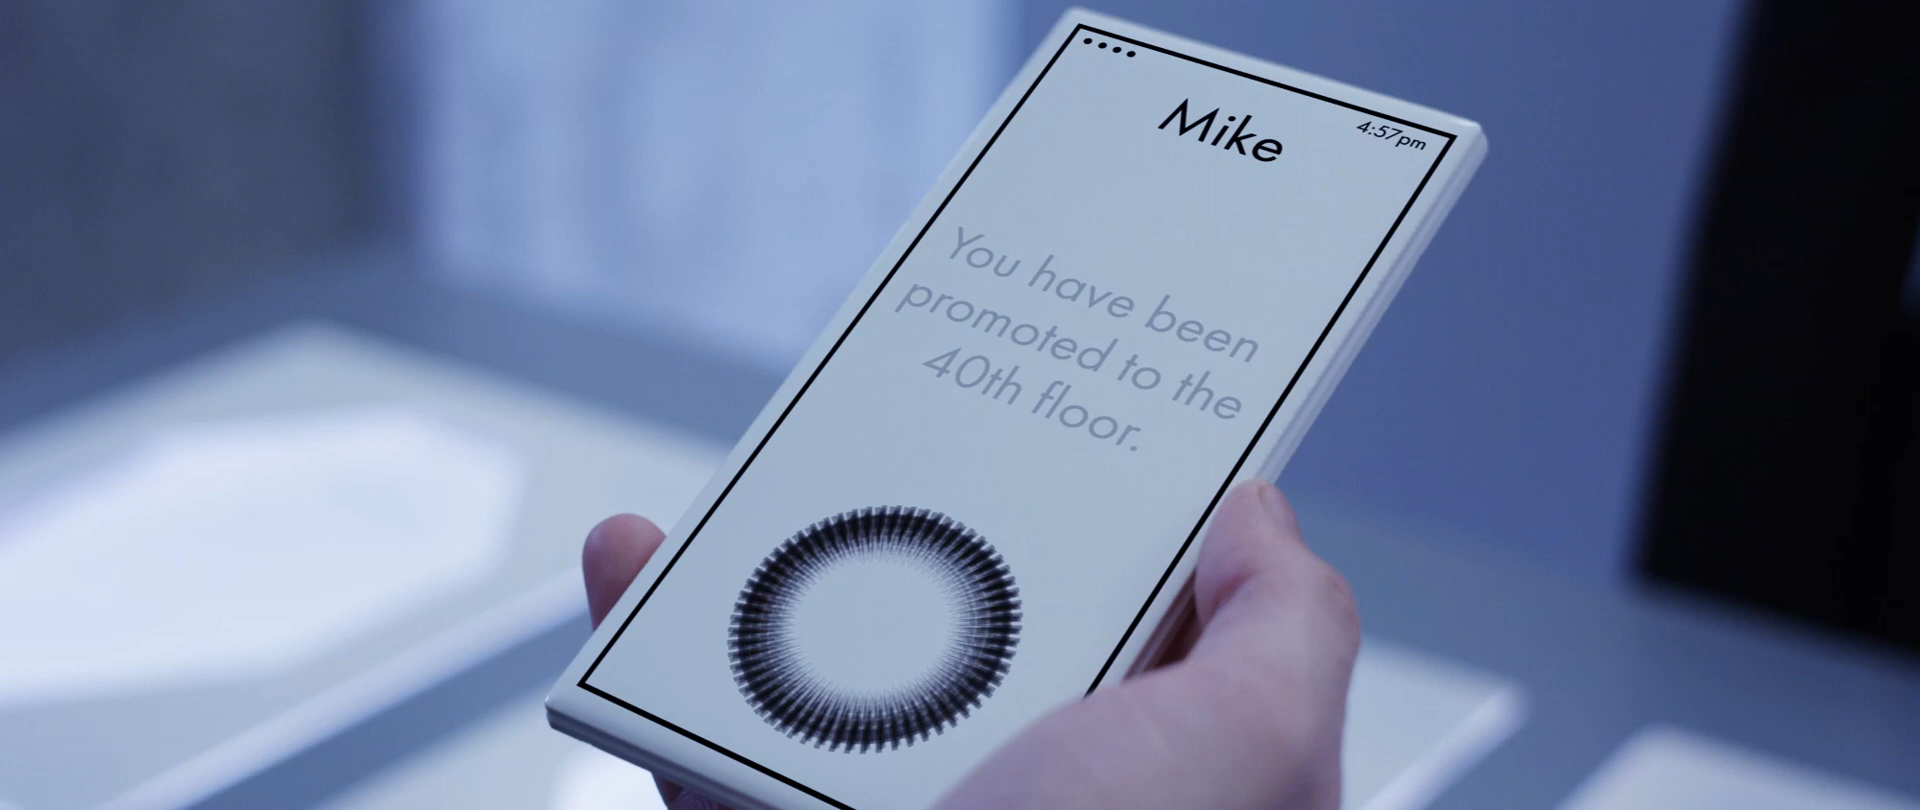 Mike
4:57pm
You have been
promoted to the
40th floor.